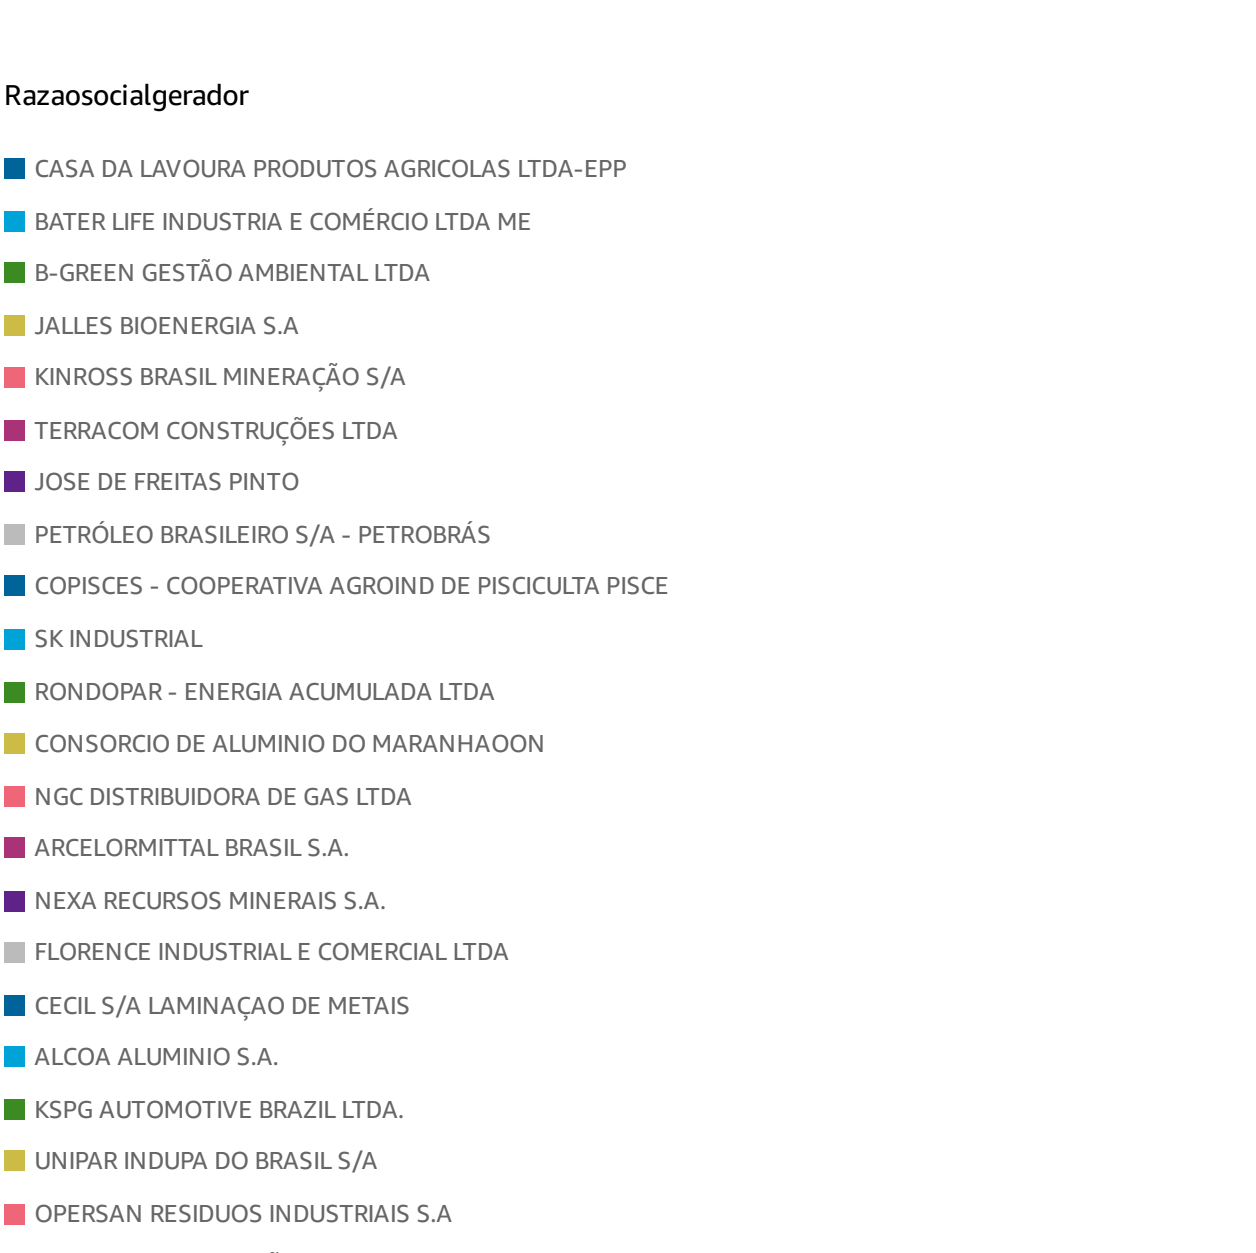 Razaosocialgerador
CASA DA LAVOURA PRODUTOS AGRICOLAS LTDA-EPP
BATER LIFE INDUSTRIA E COMÉRCIO LTDA ME
B-GREEN GESTÃO AMBIENTAL LTDA
JALLES BIOENERGIA S.A
KINROSS BRASIL MINERAÇÃO S/A
TERRACOM CONSTRUÇÕES LTDA
JOSE DE FREITAS PINTO
PETRÓLEO BRASILEIRO S/A - PETROBRÁS
COPISCES - COOPERATIVA AGROIND DE PISCICULTA PISCE
SK INDUSTRIAL
RONDOPAR - ENERGIA ACUMULADA LTDA
CONSORCIO DE ALUMINIO DO MARANHAOON
NGC DISTRIBUIDORA DE GAS LTDA
ARCELORMITTAL BRASIL S.A.
NEXA RECURSOS MINERAIS S.A.
FLORENCE INDUSTRIAL E COMERCIAL LTDA
CECIL S/A LAMINAÇAO DE METAIS
ALCOA ALUMINIO S.A.
KSPG AUTOMOTIVE BRAZIL LTDA.
UNIPAR INDUPA DO BRASIL S/A
OPERSAN RESIDUOS INDUSTRIAIS S.A